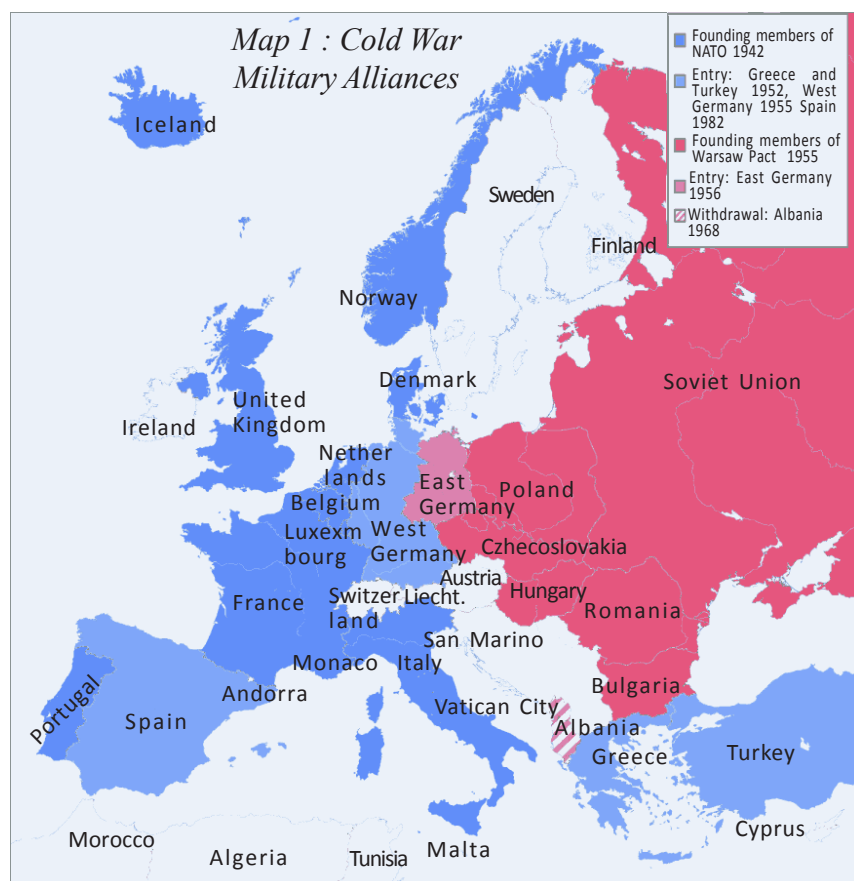 Map 1 : Cold War
Military Alliances
Founding members of
NATO 1942
Entry: Greece and
Turkey 1952, West
Germany 1955 Spain
1982
Founding members of
Warsaw Pact 1955
Entry: East Germany
1956
Withdrawal: Albania
1968
Iceland
Sweden
Finland
Norway
Soviet Union
Denmark
United
Kingdom
Ireland
Nether
lands
East
Germany
Poland
Belgium
Luxexm
bourg
West
Germany
Czhecoslovakia
Austria
Switzer
land
Liecht.
Hungary
Romania
France
San Marino
Monaco
Italy
Bulgaria
Andorra
Portugal
Spain
Vatican City
Albania
Greece
Turkey
Cyprus
Morocco
Algeria
Tunisia
Malta